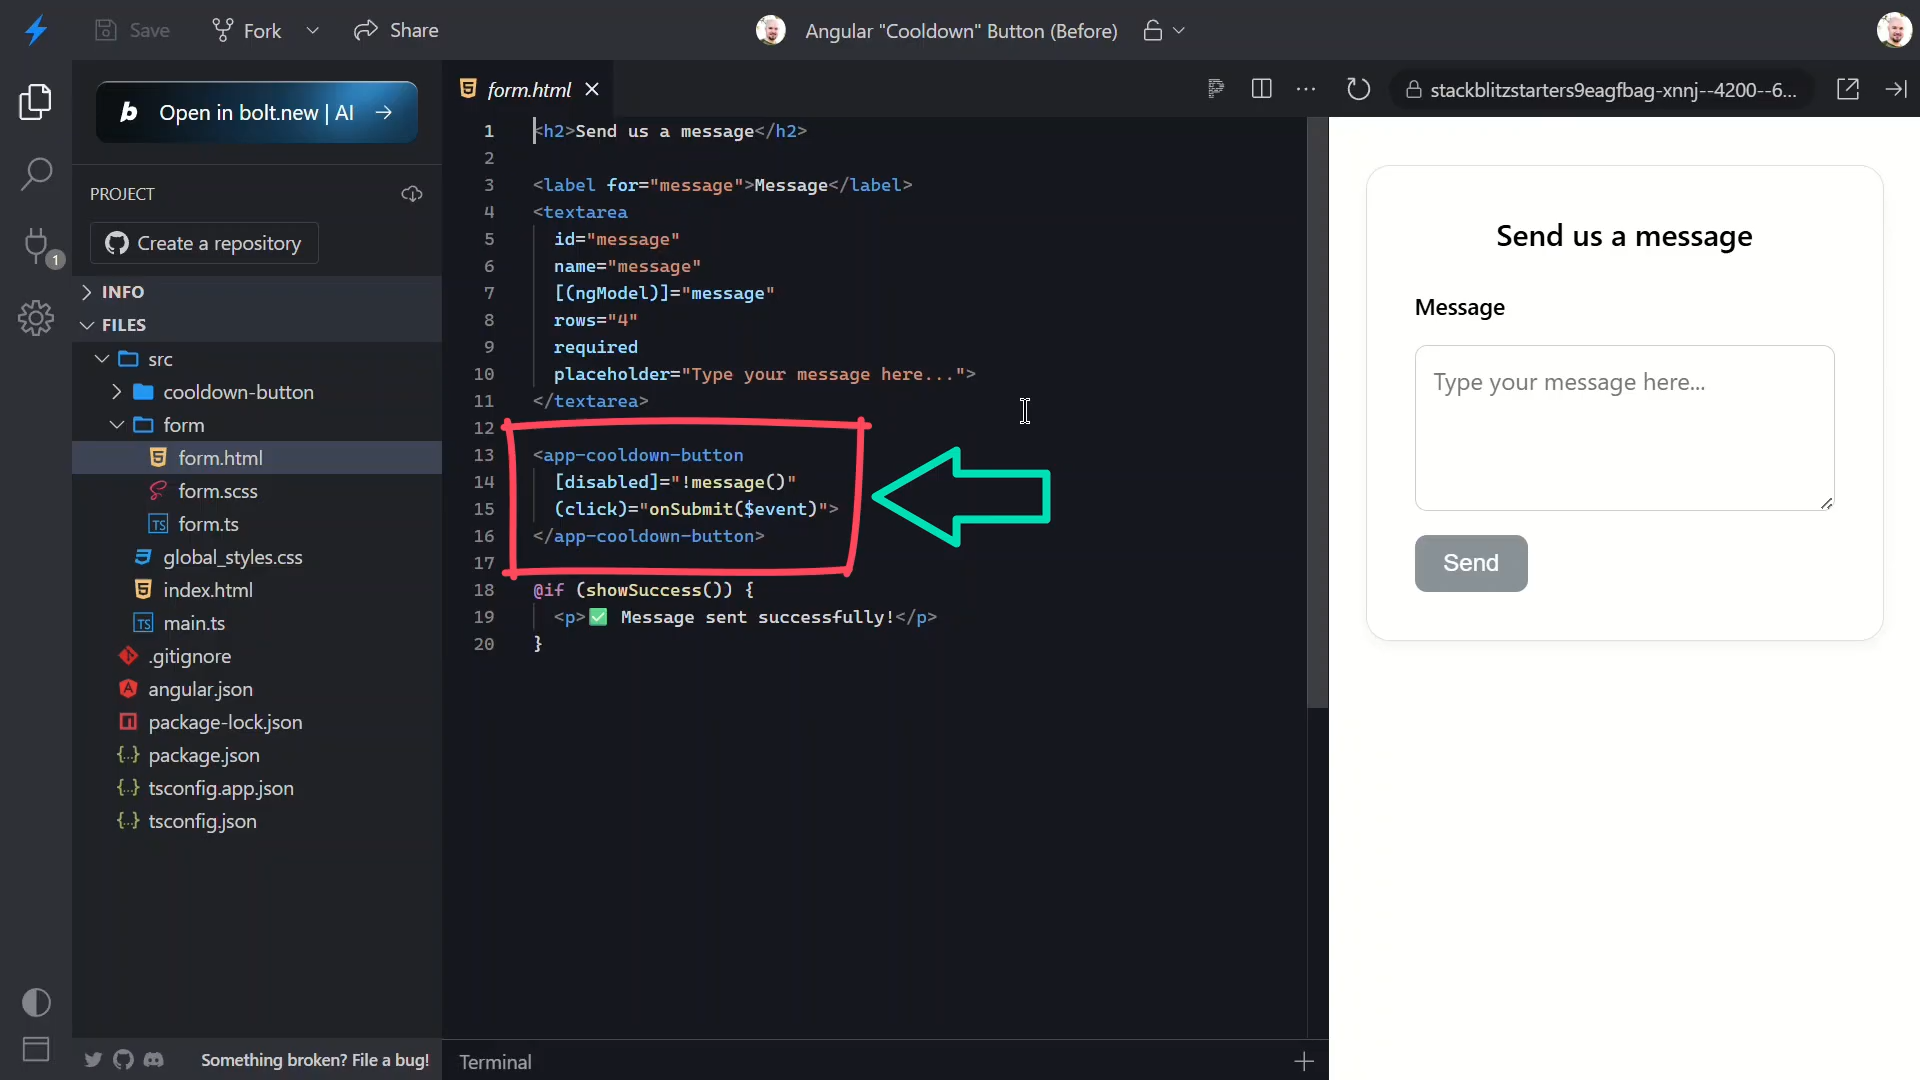 Save
Fork
Share
Angular "Cooldown" Button (Before)
Open in bolt.new | AI
form.html
stackblitzstarters9eagfbag-xnnj--4200--6...
PROJECT
Create a repository
1
INFO
FILES
src
cooldown-button
form
form.html
form.scss
form.ts
global_styles.css
index.html
main.ts
.gitignore
angular.json
package-lock.json
package.json
tsconfig.app.json
tsconfig.json
Something broken? File a bug!
1 <h2>Send us a message</h2>
2
3 <label for="message">Message</label>
4 <textarea
5 id="message"
6 name="message"
7 [(ngModel)]="message"
8 rows="4"
9 required
10 placeholder="Type your message here...">
11 </textarea>
12
13 <app-cooldown-button
14 [disabled]="!message()"
15 (click)="onSubmit($event)">
16 </app-cooldown-button>
17
18 @if (showSuccess()) {
19 <p>✅ Message sent successfully!</p>
20 }
Terminal
Send us a message
Message
Type your message here...
Send